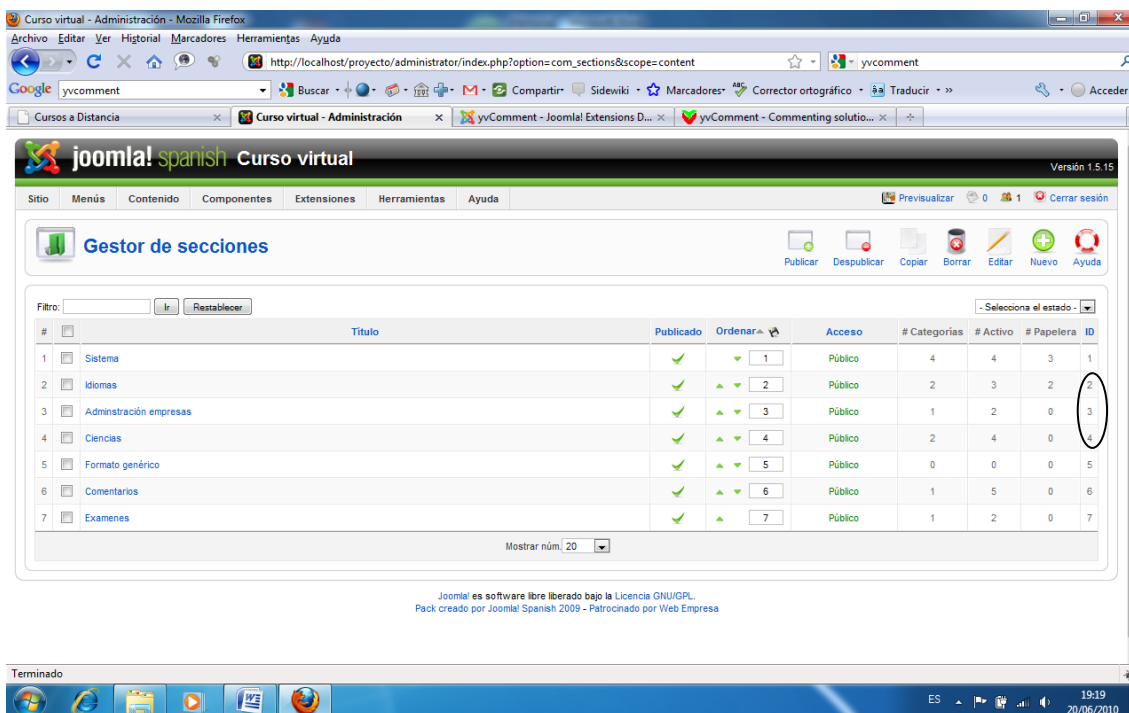 Curso virtual - Administración - Mozilla Firefox
Archivo Editar Ver Historial Marcadores Herramientas Ayuda
http://localhost/proyecto/administrator/index.php?option=com_sections&scope=content yvcomment
Google yvcomment Buscar Compartir Sidewiki Marcadores ABC Corrector ortográfico Traducir » Acceder
Cursos a Distancia Curso virtual - Administración yvComment - Joomla! Extensions D... yvComment - Commenting solutio...
joomla! spanish Curso virtual
Versión 1.5.15
Sitio Menús Contenido Componentes Extensiones Herramientas Ayuda Previsualizar 0 1 Cerrar sesión
Gestor de secciones
Publicar Despublicar Copiar Borrar Editar Nuevo Ayuda
Filtro: Ir Restablecer - Selecciona el estado -
# Titulo Publicado Ordenar Acceso # Categorías # Activo # Papelera ID
1 Sistema 1 Público 4 4 3 1
2 Idiomas 2 Público 2 3 2 2
3 Adminstración empresas 3 Público 1 2 0 3
4 Ciencias 4 Público 2 4 0 4
5 Formato genérico 5 Público 0 0 0 5
6 Comentarios 6 Público 1 5 0 6
7 Examenes 7 Público 1 2 0 7
Mostrar núm. 20
Joomla! es software libre liberado bajo la Licencia GNU/GPL.
Pack creado por Joomla! Spanish 2009 - Patrocinado por Web Empresa
Terminado
ES 19:19
20/06/2010